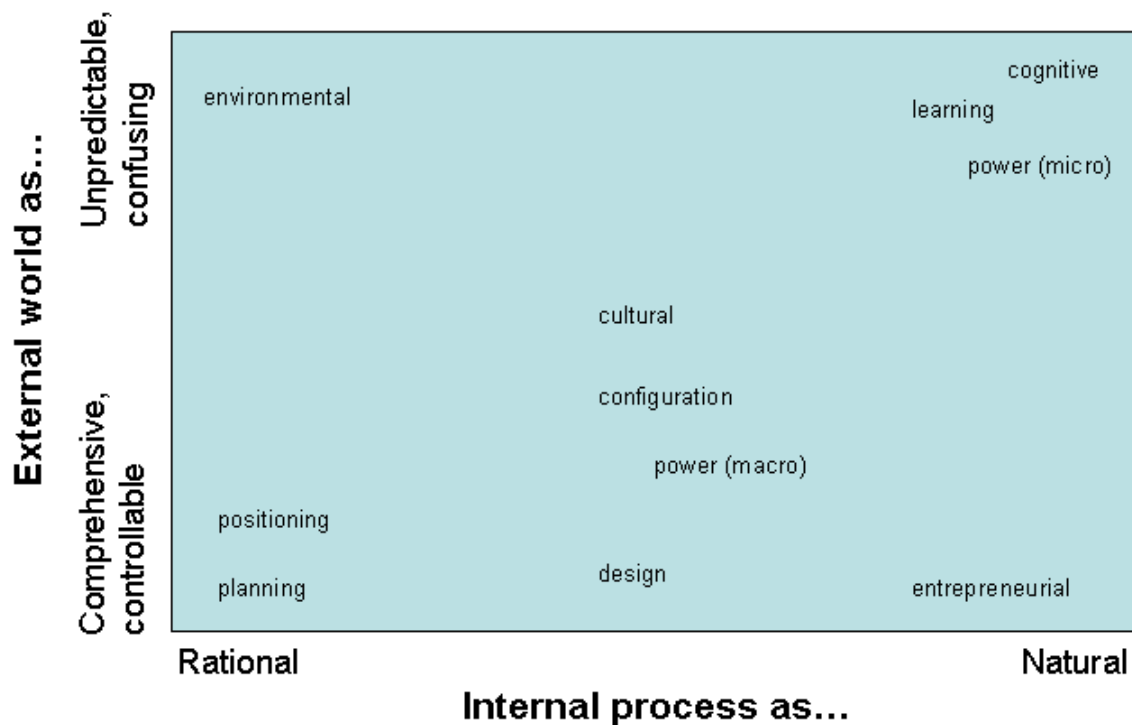 External world as...
Unpredictable,
confusing
Comprehensive,
controllable
cognitive
environmental
learning
power (micro)
cultural
configuration
power (macro)
positioning
design
planning
entrepreneurial
Rational
Natural
Internal process as...